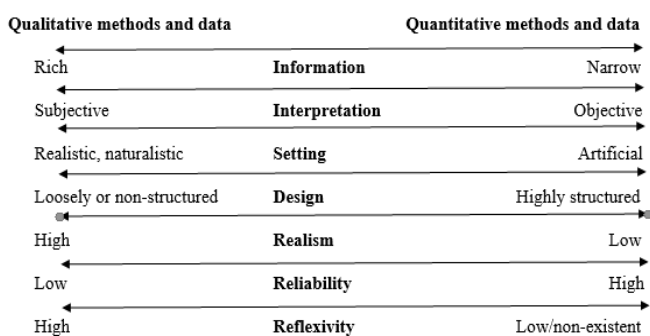 Qualitative methods and data Quantitative methods and data
Rich Information Narrow
Subjective Interpretation Objective
Realistic, naturalistic Setting Artificial
Loosely or non-structured Design Highly structured
High Realism Low
Low Reliability High
High Reflexivity Low/non-existent